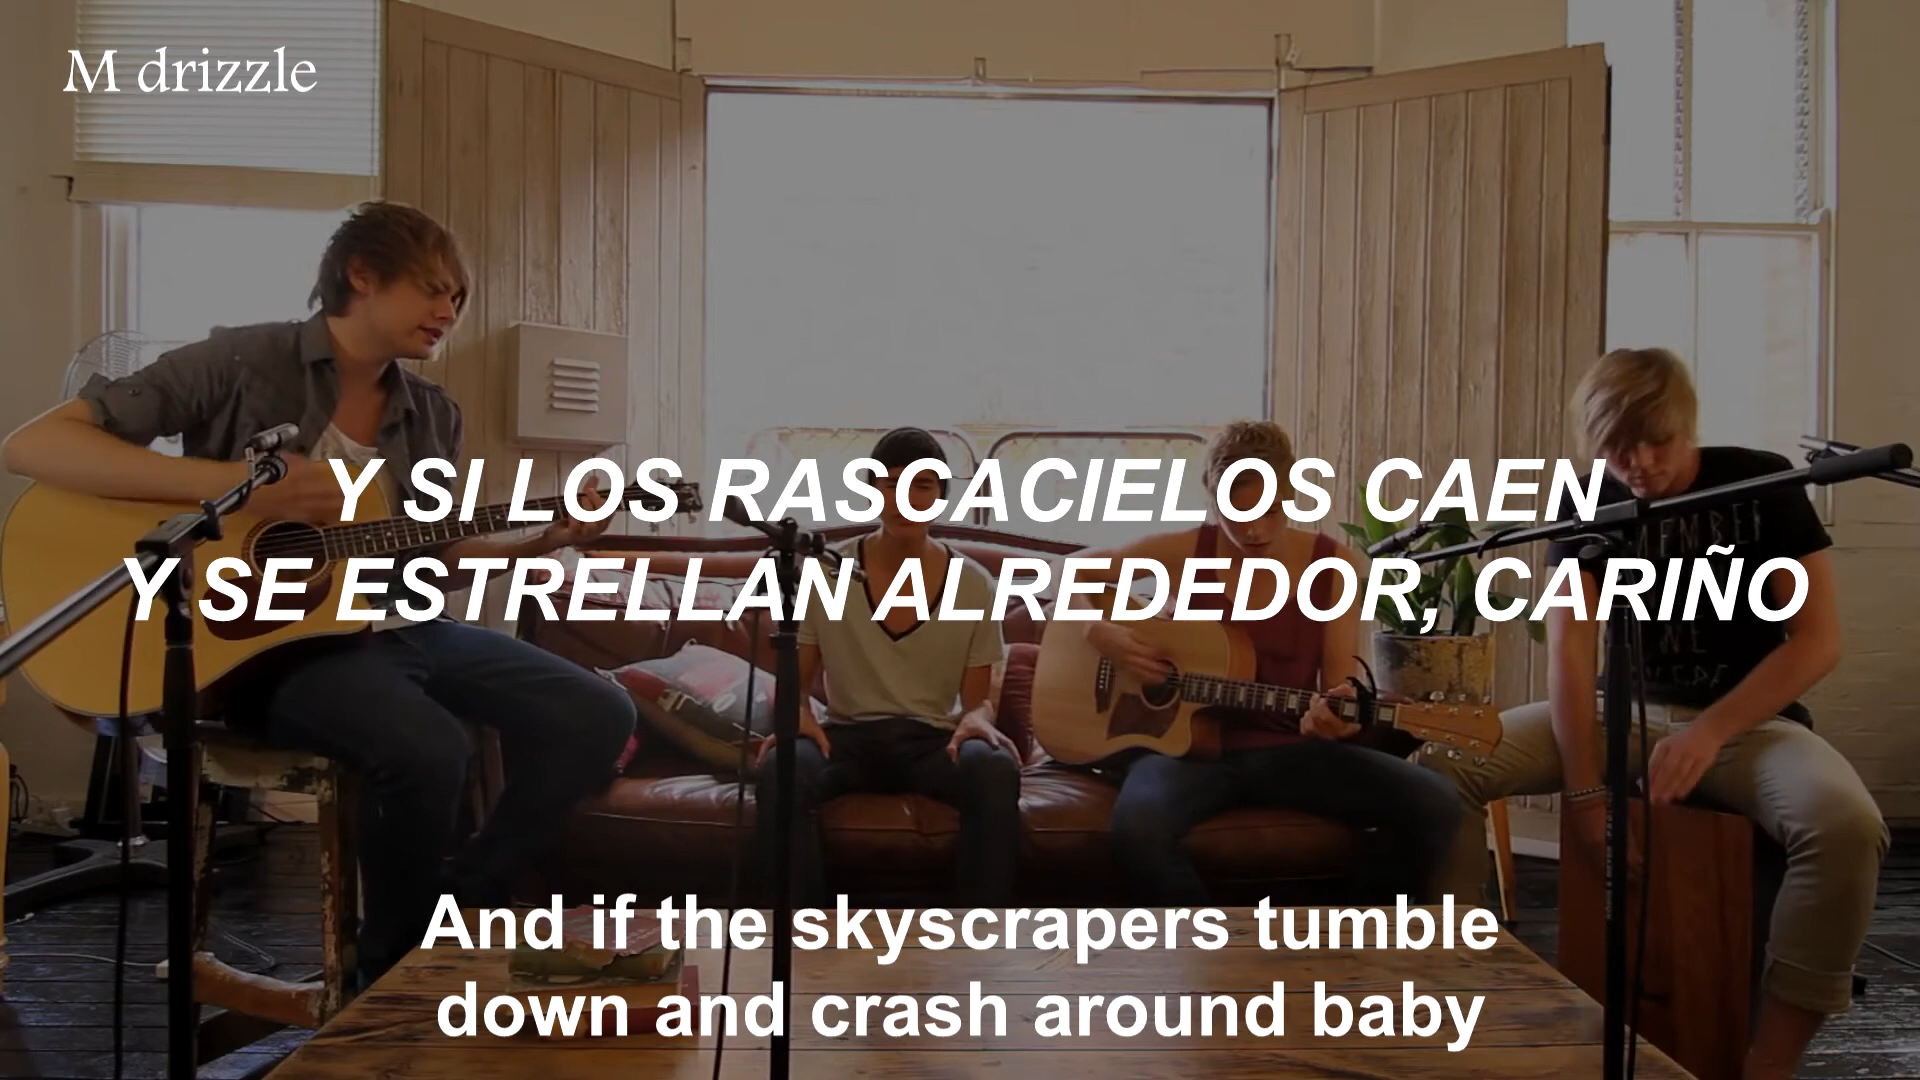 M drizzle
Y SI LOS RASCACIELOS CAEN
Y SE ESTRELLAN ALREDEDOR, CARIÑO
And if the skyscrapers tumble
down and crash around baby